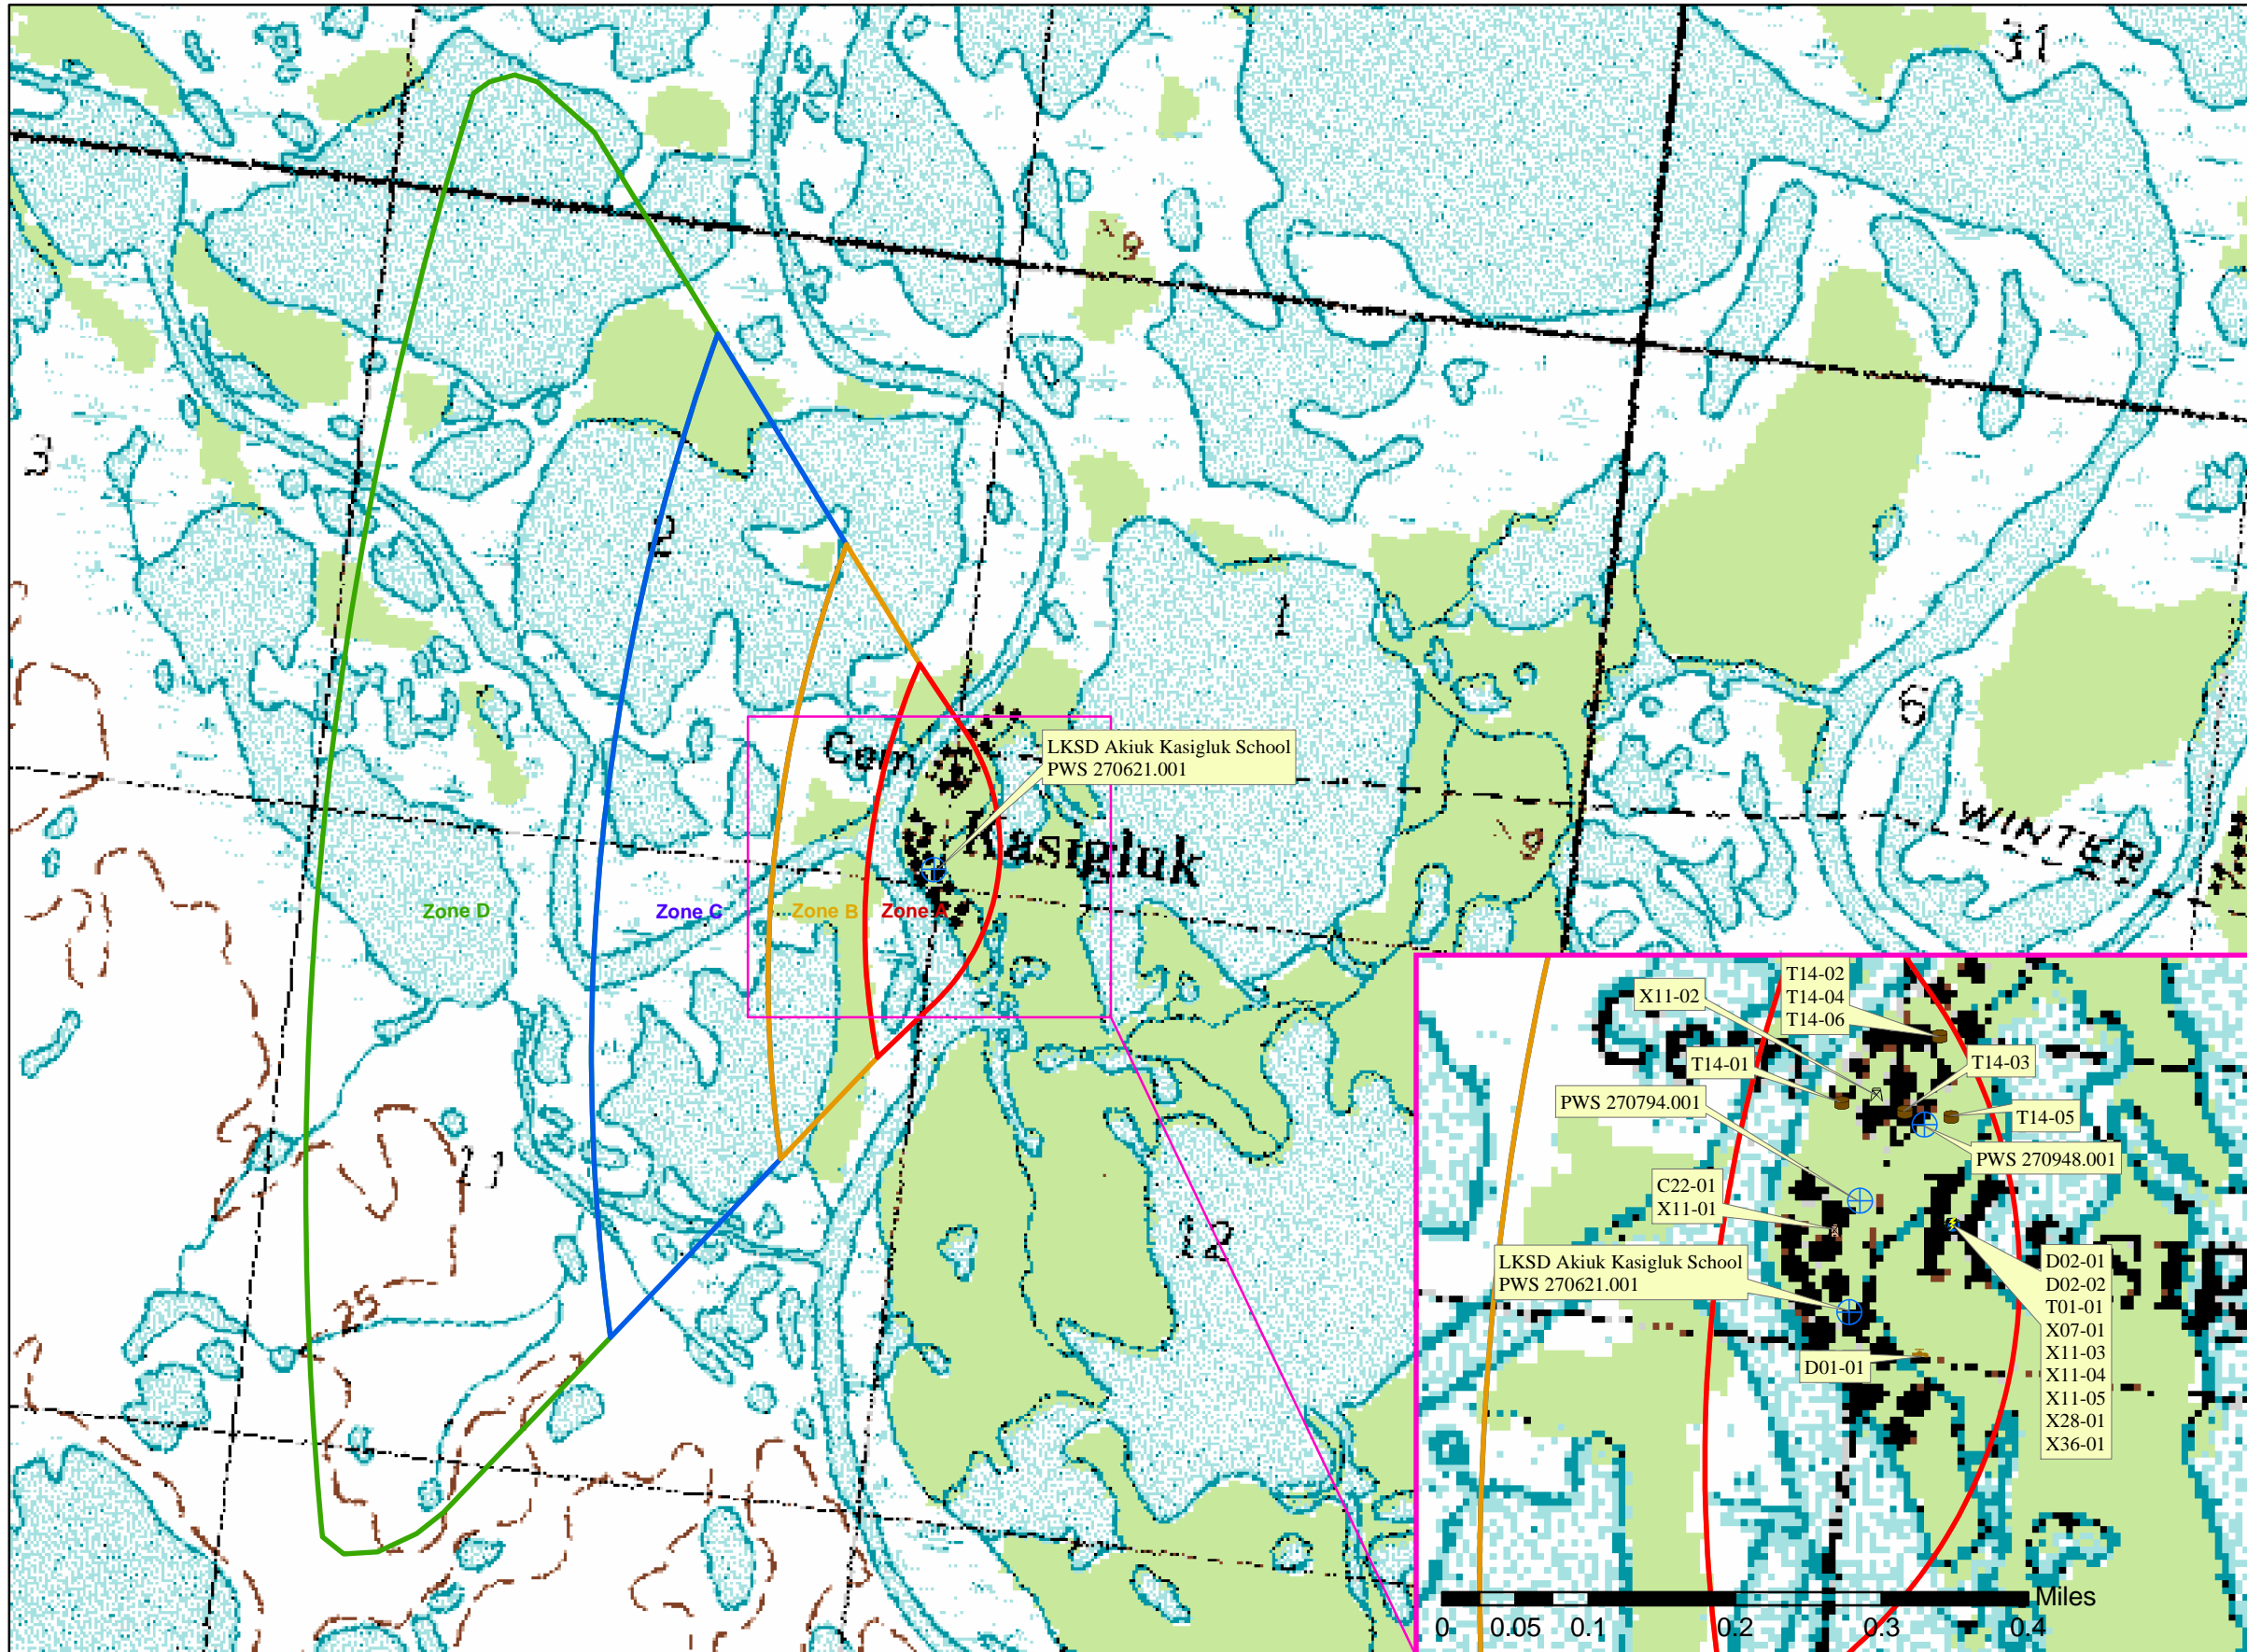 31
9
3
2
1
6
Gem
LKSD Akiuk Kasigluk School
PWS 270621.001
Kasigluk
9
WINTER
Zone D
Zone C
Zone B
Zone A
11
25
12
T14-02
T14-04
T14-06
X11-02
T14-01
T14-03
PWS 270794.001
T14-05
PWS 270948.001
C22-01
X11-01
LKSD Akiuk Kasigluk School
PWS 270621.001
D01-01
D02-01
D02-02
T01-01
X07-01
X11-03
X11-04
X11-05
X28-01
X36-01
Miles
0 0.05 0.1 0.2 0.3 0.4